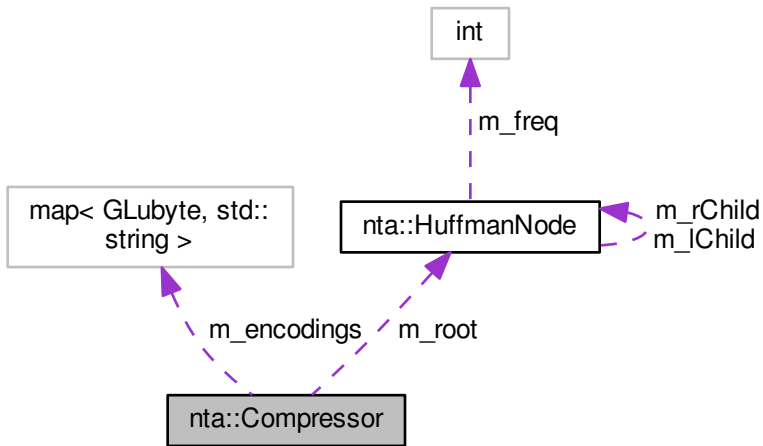 int
m_freq
map< GLubyte, std::
string >
nta::HuffmanNode
m_rChild
m_lChild
m_encodings
m_root
nta::Compressor